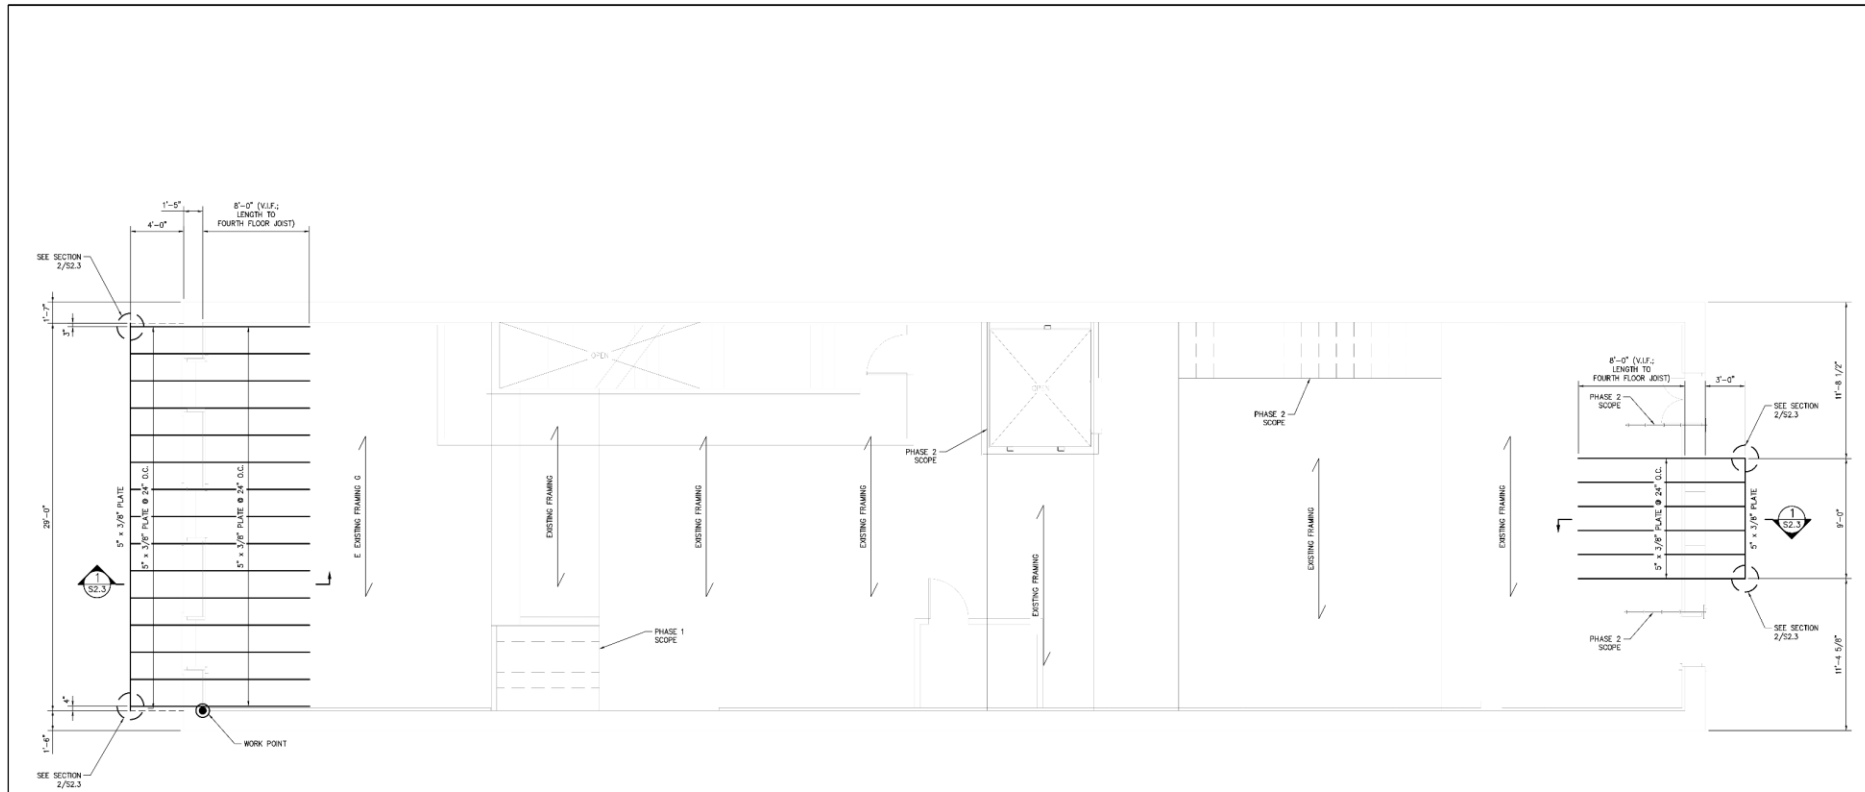 1'-5"
8'-0" (V.I.F.;
LENGTH TO
FOURTH FLOOR JOIST)
4'-0"
SEE SECTION
2/S2.3
1'-7"
3"
29'-0"
5" x 3/8" PLATE
5" x 3/8" PLATE @ 24" O.C.
5" x 3/8" PLATE @ 24" O.C.
1
S2.3
4"
1'-6"
SEE SECTION
2/S2.3
WORK POINT
E EXISTING FRAMING G
EXISTING FRAMING
OPEN
PHASE 1
SCOPE
EXISTING FRAMING
EXISTING FRAMING
PHASE 2
SCOPE
OPEN
EXISTING FRAMING
PHASE 2
SCOPE
EXISTING FRAMING
EXISTING FRAMING
8'-0" (V.I.F.;
LENGTH TO
FOURTH FLOOR JOIST)
3'-0"
PHASE 2
SCOPE
11'-8 1/2"
SEE SECTION
2/S2.3
5" x 3/8" PLATE @ 24" O.C.
5" x 3/8" PLATE
1
S2.3
9'-0"
PHASE 2
SCOPE
SEE SECTION
2/S2.3
11'-4 5/8"